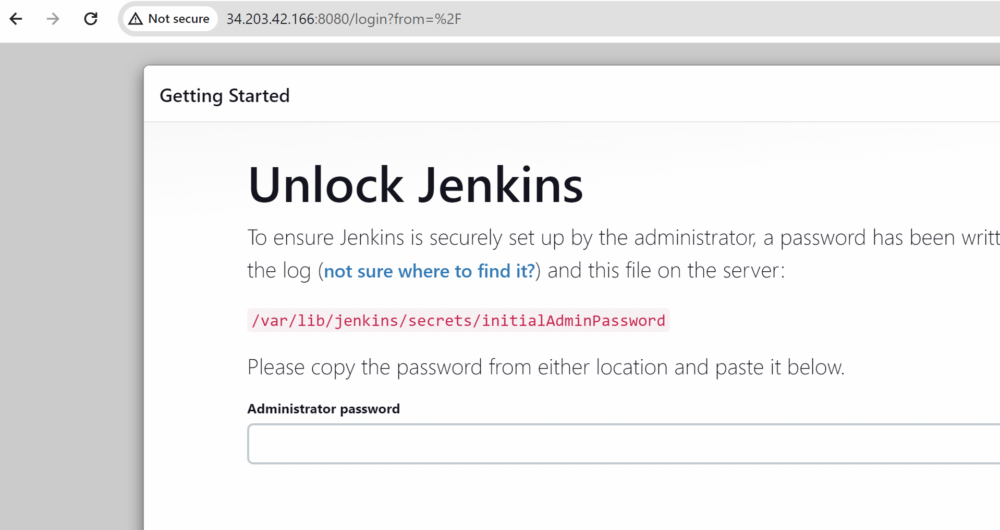 Not secure 34.203.42.166:8080/login?from=%2F
Getting Started
Unlock Jenkins
To ensure Jenkins is securely set up by the administrator, a password has been writt
the log (not sure where to find it?) and this file on the server:
/var/lib/jenkins/secrets/initialAdminPassword
Please copy the password from either location and paste it below.
Administrator password